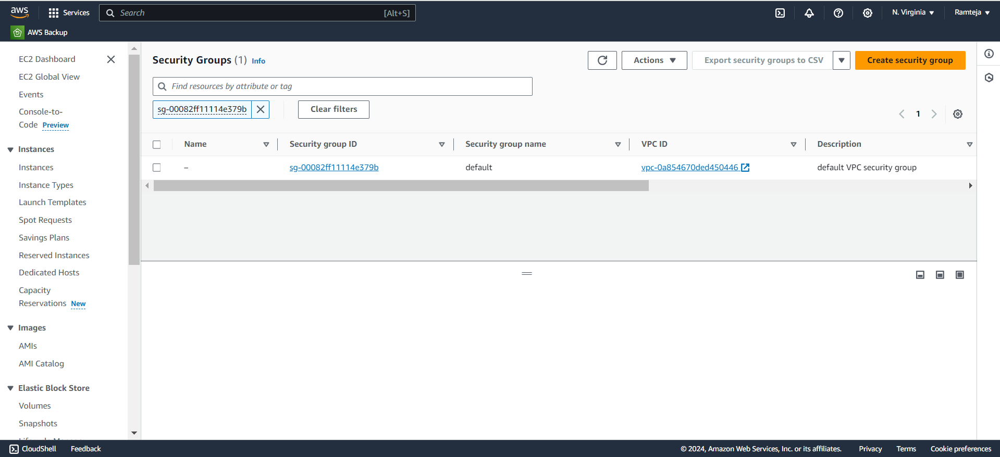 aws
Services
Search
[Alt+S]
N. Virginia
Ramteja
AWS Backup
EC2 Dashboard
EC2 Global View
Events
Console-to-
Code Preview
Instances
Instances
Instance Types
Launch Templates
Spot Requests
Savings Plans
Reserved Instances
Dedicated Hosts
Capacity
Reservations New
Images
AMIs
AMI Catalog
Elastic Block Store
Volumes
Snapshots
Security Groups (1) Info
Actions
Export security groups to CSV
Create security group
Find resources by attribute or tag
sg-00082ff11114e379b
Clear filters
1
Name Security group ID Security group name VPC ID Description
– sg-00082ff11114e379b default vpc-0a854670ded450446 default VPC security group
CloudShell Feedback © 2024, Amazon Web Services, Inc. or its affiliates. Privacy Terms Cookie preferences